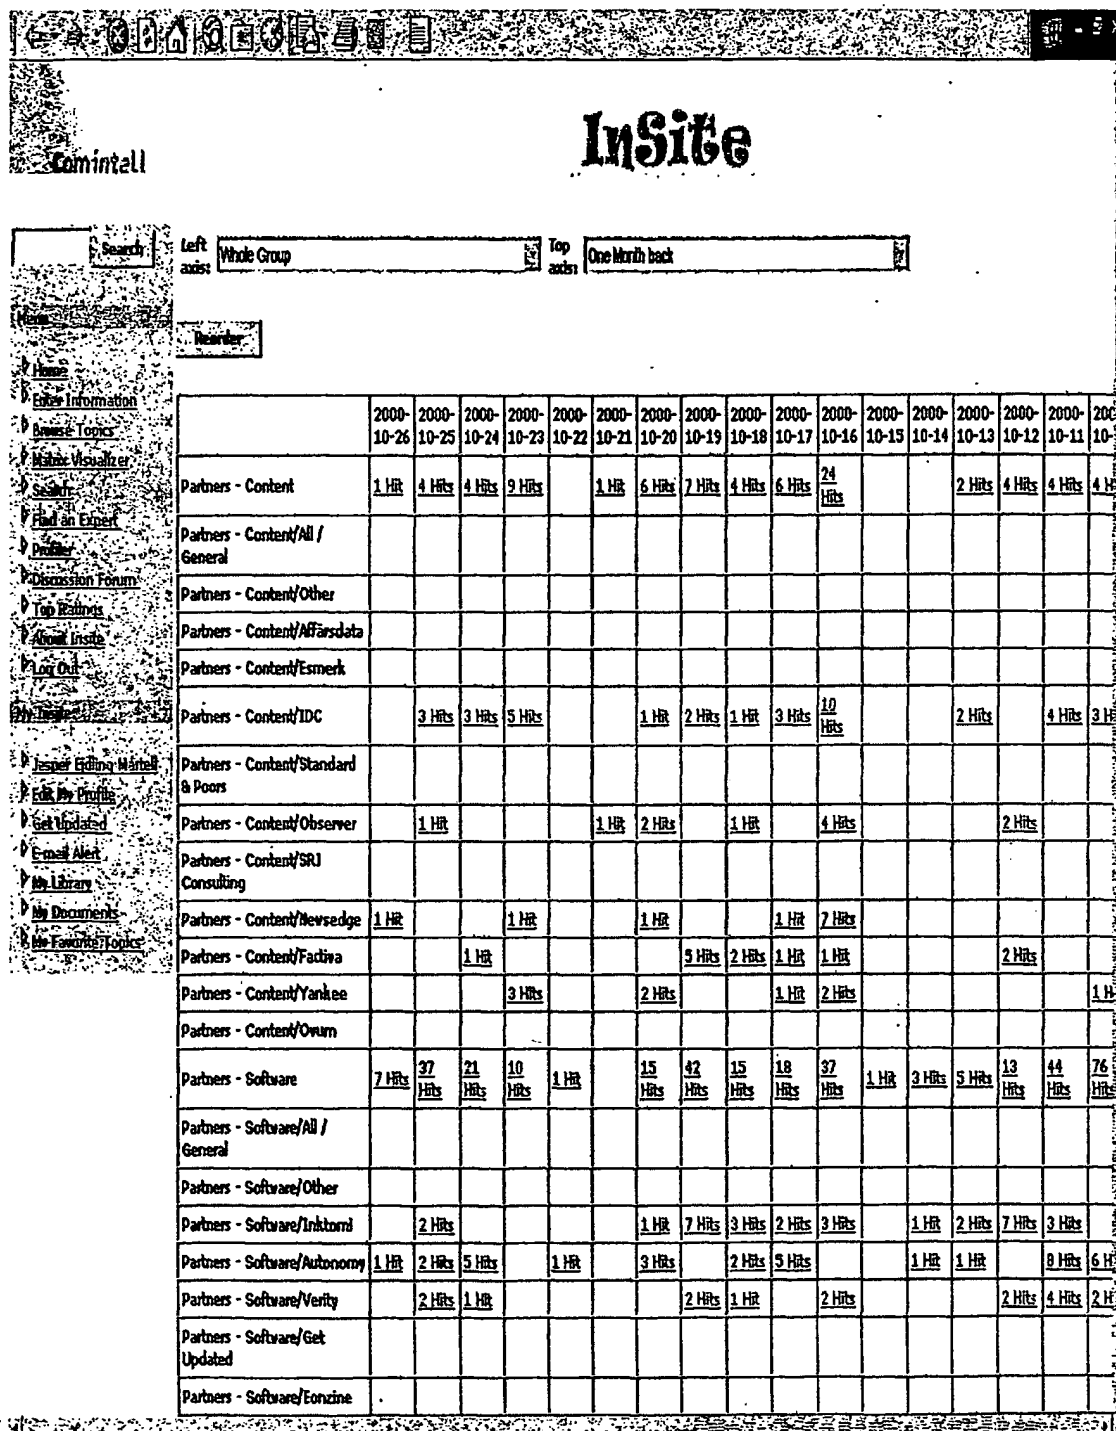 Comintell
InSite
Search
Left axis: Whole Group Top axis: One Month back
Menu
Reorder
Home
Enter Information
Browse Topics
Matrix Visualizer
Search
Find an Expert
Profiler
Discussion Forum
Top Ratings
About Insite
Log Out
My Insite
Jesper Ejdling Martell
Edit My Profile
Get Updated
E-mail Alert
My Library
My Documents
My Favorite Topics
2000-10-26 2000-10-25 2000-10-24 2000-10-23 2000-10-22 2000-10-21 2000-10-20 2000-10-19 2000-10-18 2000-10-17 2000-10-16 2000-10-15 2000-10-14 2000-10-13 2000-10-12 2000-10-11 200 10-
Partners - Content 1 Hit 4 Hits 4 Hits 9 Hits 1 Hit 6 Hits 7 Hits 4 Hits 6 Hits 24 Hits 2 Hits 4 Hits 4 Hits 4 H
Partners - Content/All / General
Partners - Content/Other
Partners - Content/Affärsdata
Partners - Content/Esmerk
Partners - Content/IDC 3 Hits 3 Hits 5 Hits 1 Hit 2 Hits 1 Hit 3 Hits 10 Hits 2 Hits 4 Hits 3 H
Partners - Content/Standard & Poors
Partners - Content/Observer 1 Hit 1 Hit 2 Hits 1 Hit 4 Hits 2 Hits
Partners - Content/SRI Consulting
Partners - Content/Newsedge 1 Hit 1 Hit 1 Hit 1 Hit 7 Hits
Partners - Content/Factiva 1 Hit 5 Hits 2 Hits 1 Hit 1 Hit 2 Hits
Partners - Content/Yankee 3 Hits 2 Hits 1 Hit 2 Hits 1 H
Partners - Content/Ovum
Partners - Software 7 Hits 37 Hits 21 Hits 10 Hits 1 Hit 15 Hits 42 Hits 15 Hits 18 Hits 37 Hits 1 Hit 3 Hits 5 Hits 13 Hits 44 Hits 76 Hits
Partners - Software/All / General
Partners - Software/Other
Partners - Software/Inktomi 2 Hits 1 Hit 7 Hits 3 Hits 2 Hits 3 Hits 1 Hit 2 Hits 7 Hits 3 Hits
Partners - Software/Autonomy 1 Hit 2 Hits 5 Hits 1 Hit 3 Hits 2 Hits 5 Hits 1 Hit 1 Hit 8 Hits 6 H
Partners - Software/Verity 2 Hits 1 Hit 2 Hits 1 Hit 2 Hits 2 Hits 4 Hits 2 H
Partners - Software/Get Updated
Partners - Software/Eonzine